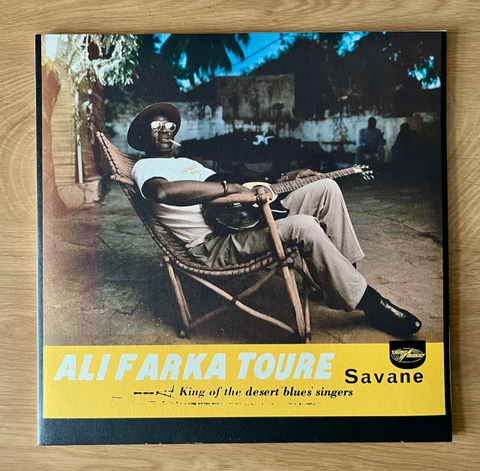 ALI FARKA TOURE
Savane
King of the desert blues singers